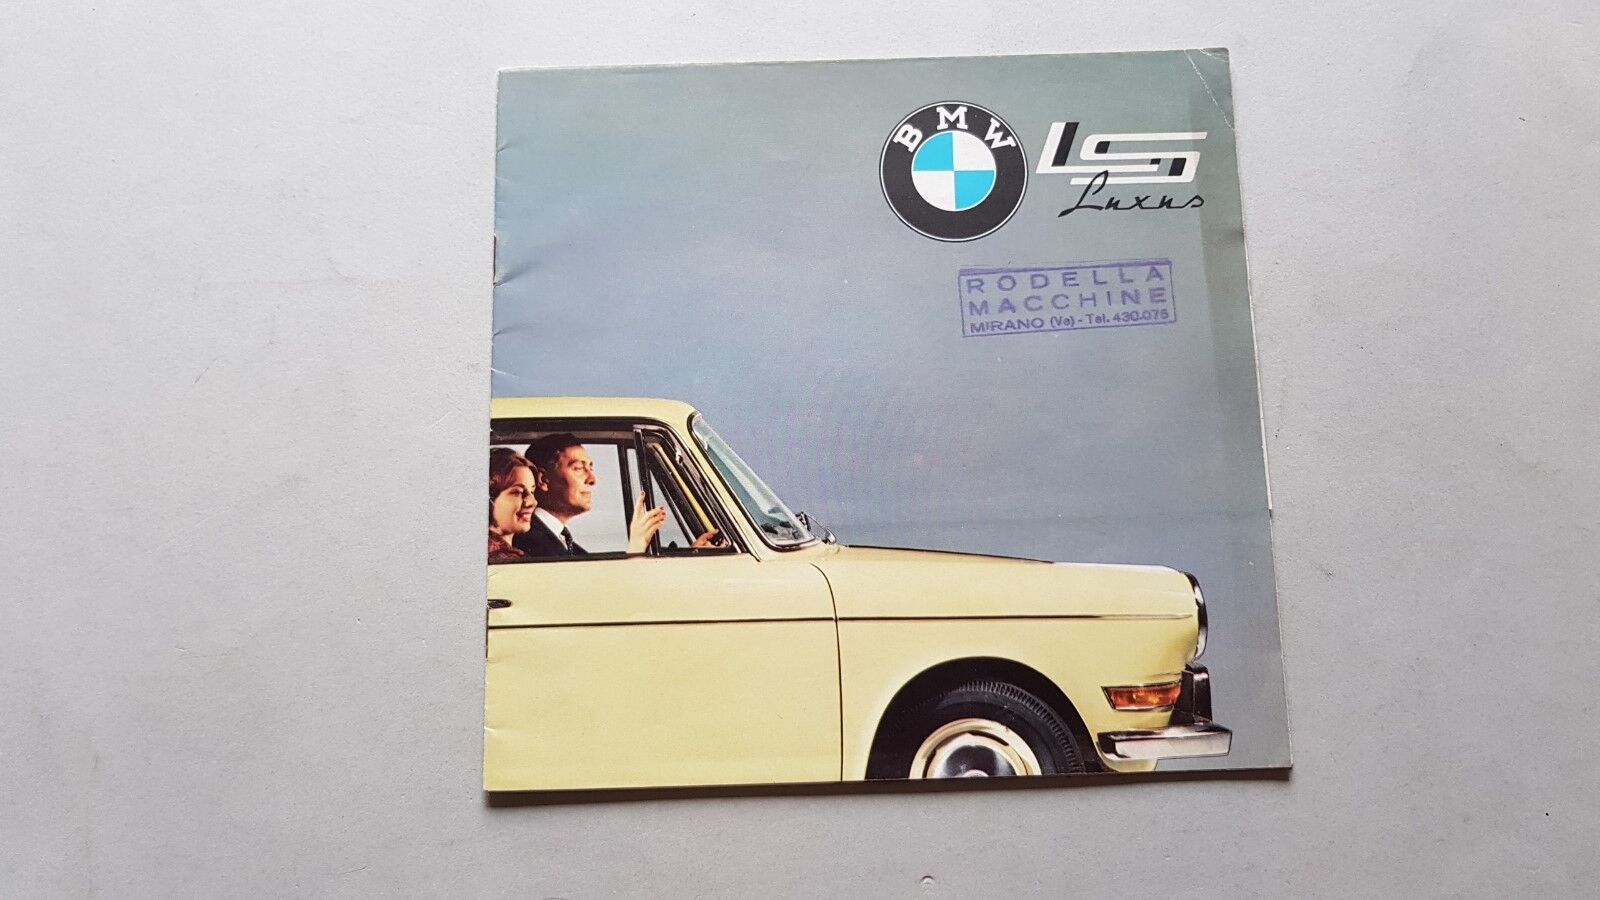 BMW
LS
Luxus
RODELLA
MACCHINE
MIRANO (Ve) - Tel. 430.075